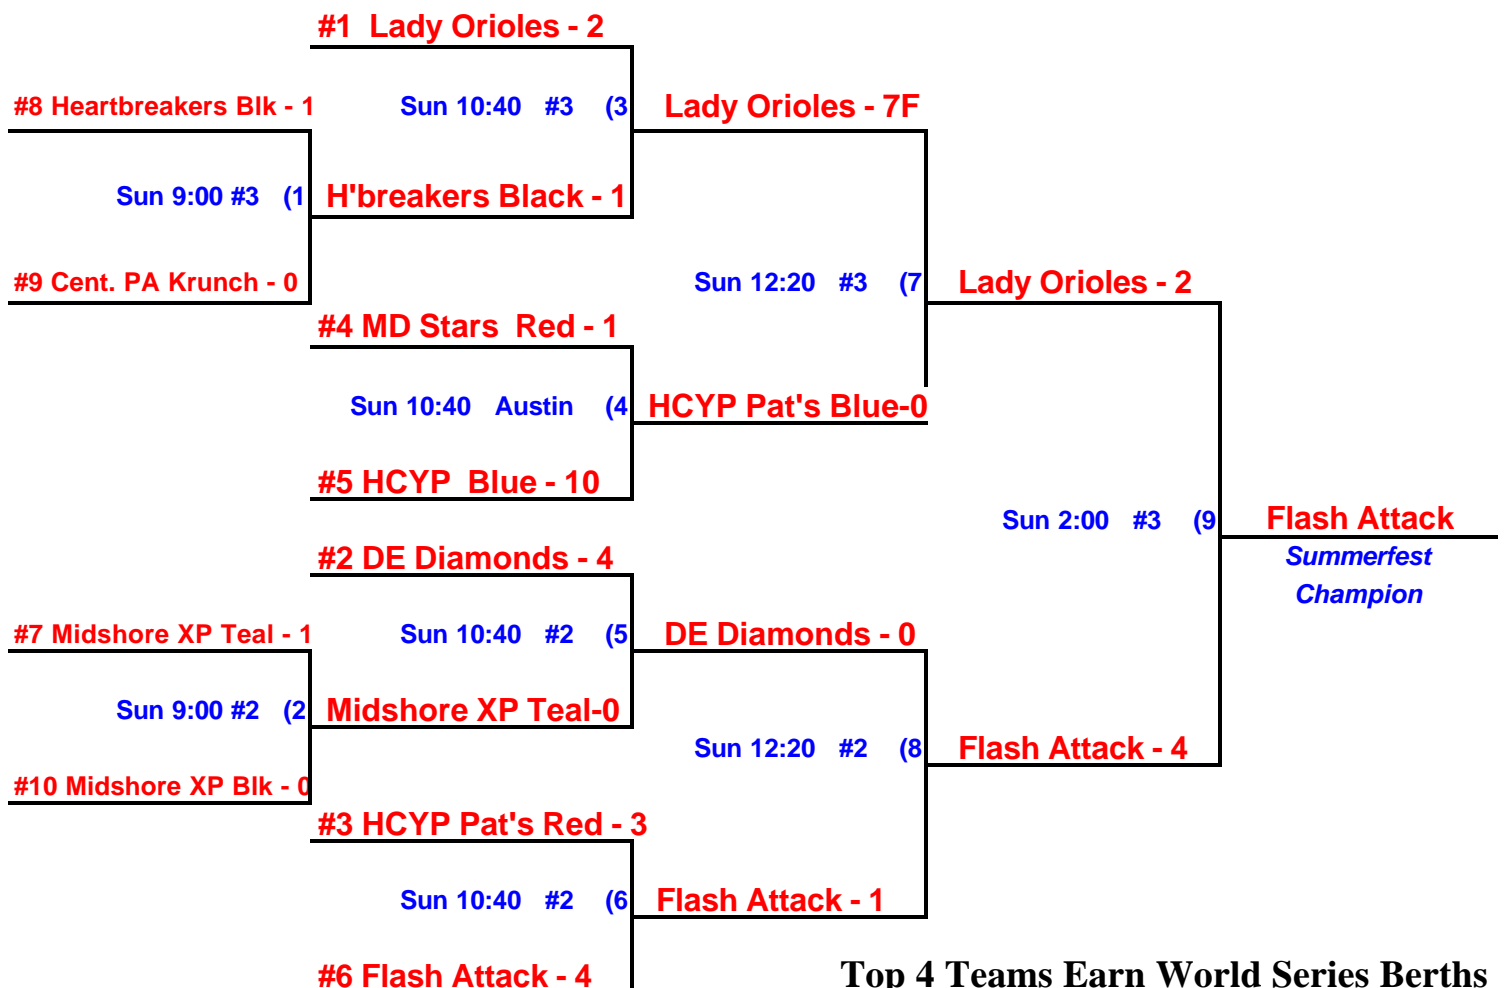 #1 Lady Orioles - 2
#8 Heartbreakers Blk - 1
Sun 10:40 #3 (3
Lady Orioles - 7F
Sun 9:00 #3 (1
H'breakers Black - 1
#9 Cent. PA Krunch - 0
Sun 12:20 #3 (7
Lady Orioles - 2
#4 MD Stars Red - 1
Sun 10:40 Austin (4
HCYP Pat's Blue-0
#5 HCYP Blue - 10
Sun 2:00 #3 (9
Flash Attack
Summerfest
Champion
#2 DE Diamonds - 4
#7 Midshore XP Teal - 1
Sun 10:40 #2 (5
DE Diamonds - 0
Sun 9:00 #2 (2
Midshore XP Teal-0
Sun 12:20 #2 (8
Flash Attack - 4
#10 Midshore XP Blk - 0
#3 HCYP Pat's Red - 3
Sun 10:40 #2 (6
Flash Attack - 1
#6 Flash Attack - 4
Top 4 Teams Earn World Series Berths